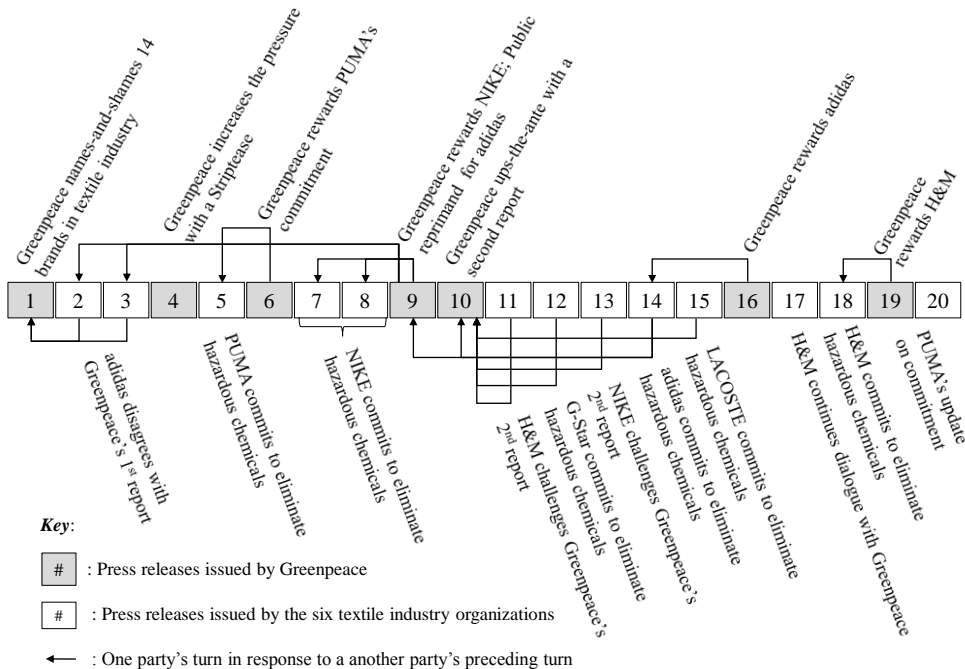 Greenpeace names-and-shames 14
brands in textile industry
Greenpeace increases the pressure
with a Striptease
Greenpeace rewards PUMA's
commitment
Greenpeace rewards NIKE; Public
reprimand for adidas
Greenpeace ups-the-ante with a
second report
Greenpeace rewards adidas
Greenpeace
rewards H&M
1 2 3 4 5 6 7 8 9 10 11 12 13 14 15 16 17 18 19 20
adidas disagrees with
Greenpeace's 1st report
PUMA commits to eliminate
hazardous chemicals
NIKE commits to eliminate
hazardous chemicals
H&M challenges Greenpeace's
2nd report
G-Star commits to eliminate
hazardous chemicals
NIKE challenges Greenpeace's
2nd report
adidas commits to eliminate
hazardous chemicals
LACOSTE commits to eliminate
hazardous chemicals
H&M continues dialogue with Greenpeace
H&M commits to eliminate
hazardous chemicals
PUMA's update
on commitment
Key:
# : Press releases issued by Greenpeace
# : Press releases issued by the six textile industry organizations
: One party's turn in response to a another party's preceding turn